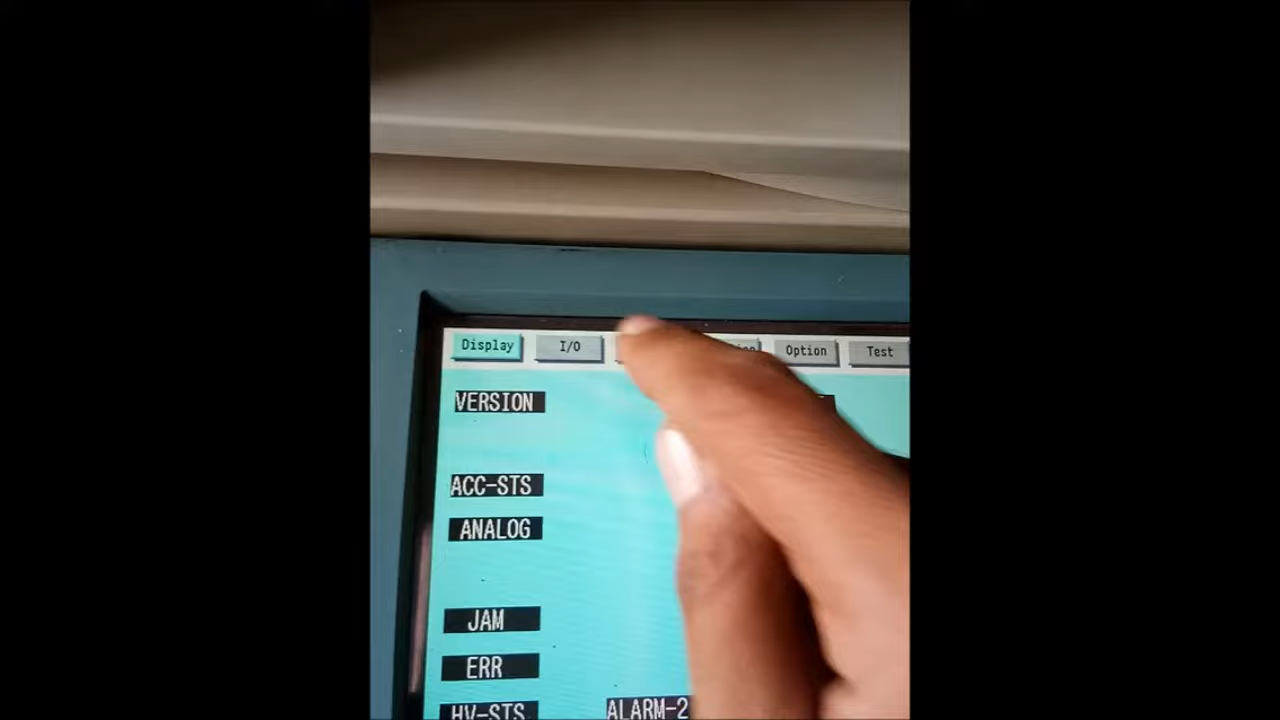 Display I/O Option Test
VERSION
ACC-STS
ANALOG
JAM
ERR
HV-STS ALARM-2